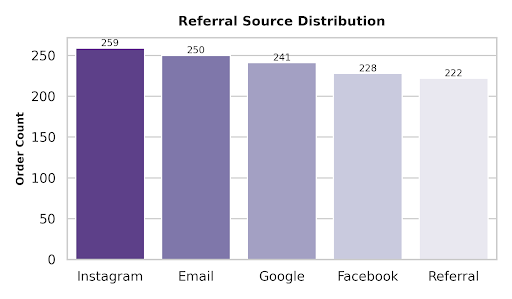 Referral Source Distribution
259
250
241
228
222
Order Count
250
200
150
100
50
0
Instagram
Email
Google
Facebook
Referral